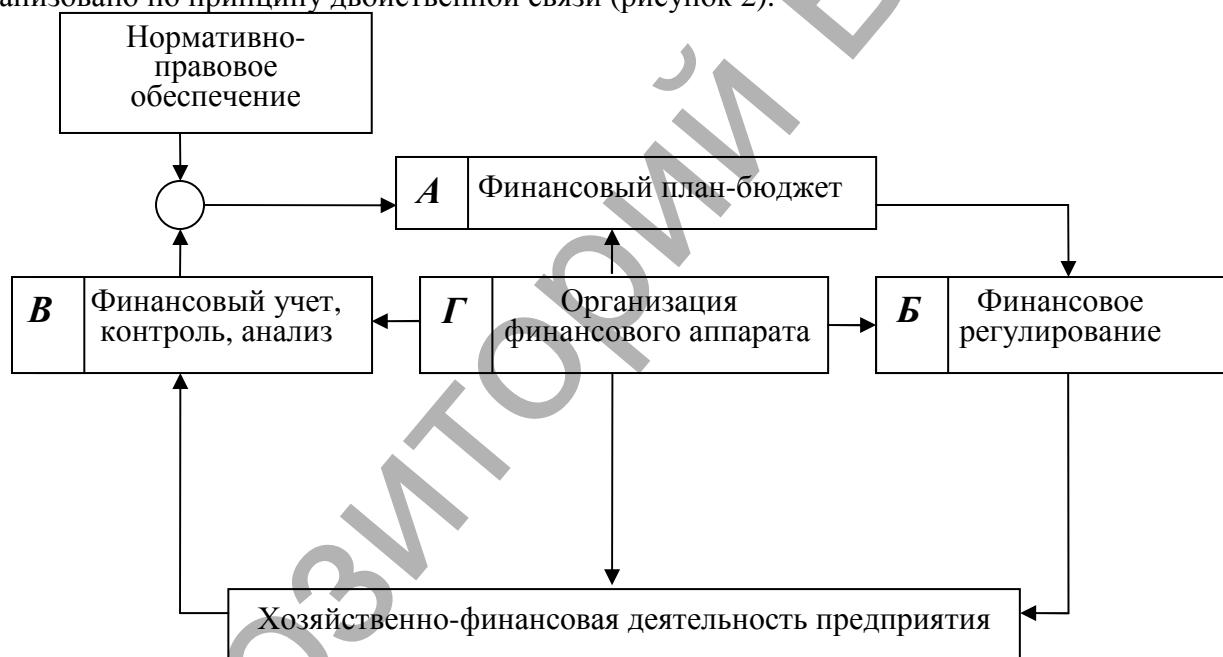 анизовано по принципу двойственной связи (рисунок 2).
Нормативно-
правовое
обеспечение
А Финансовый план-бюджет
В Финансовый учет,
контроль, анализ
Г Организация
финансового аппарата
Б Финансовое
регулирование
Хозяйственно-финансовая деятельность предприятия
озиторий В